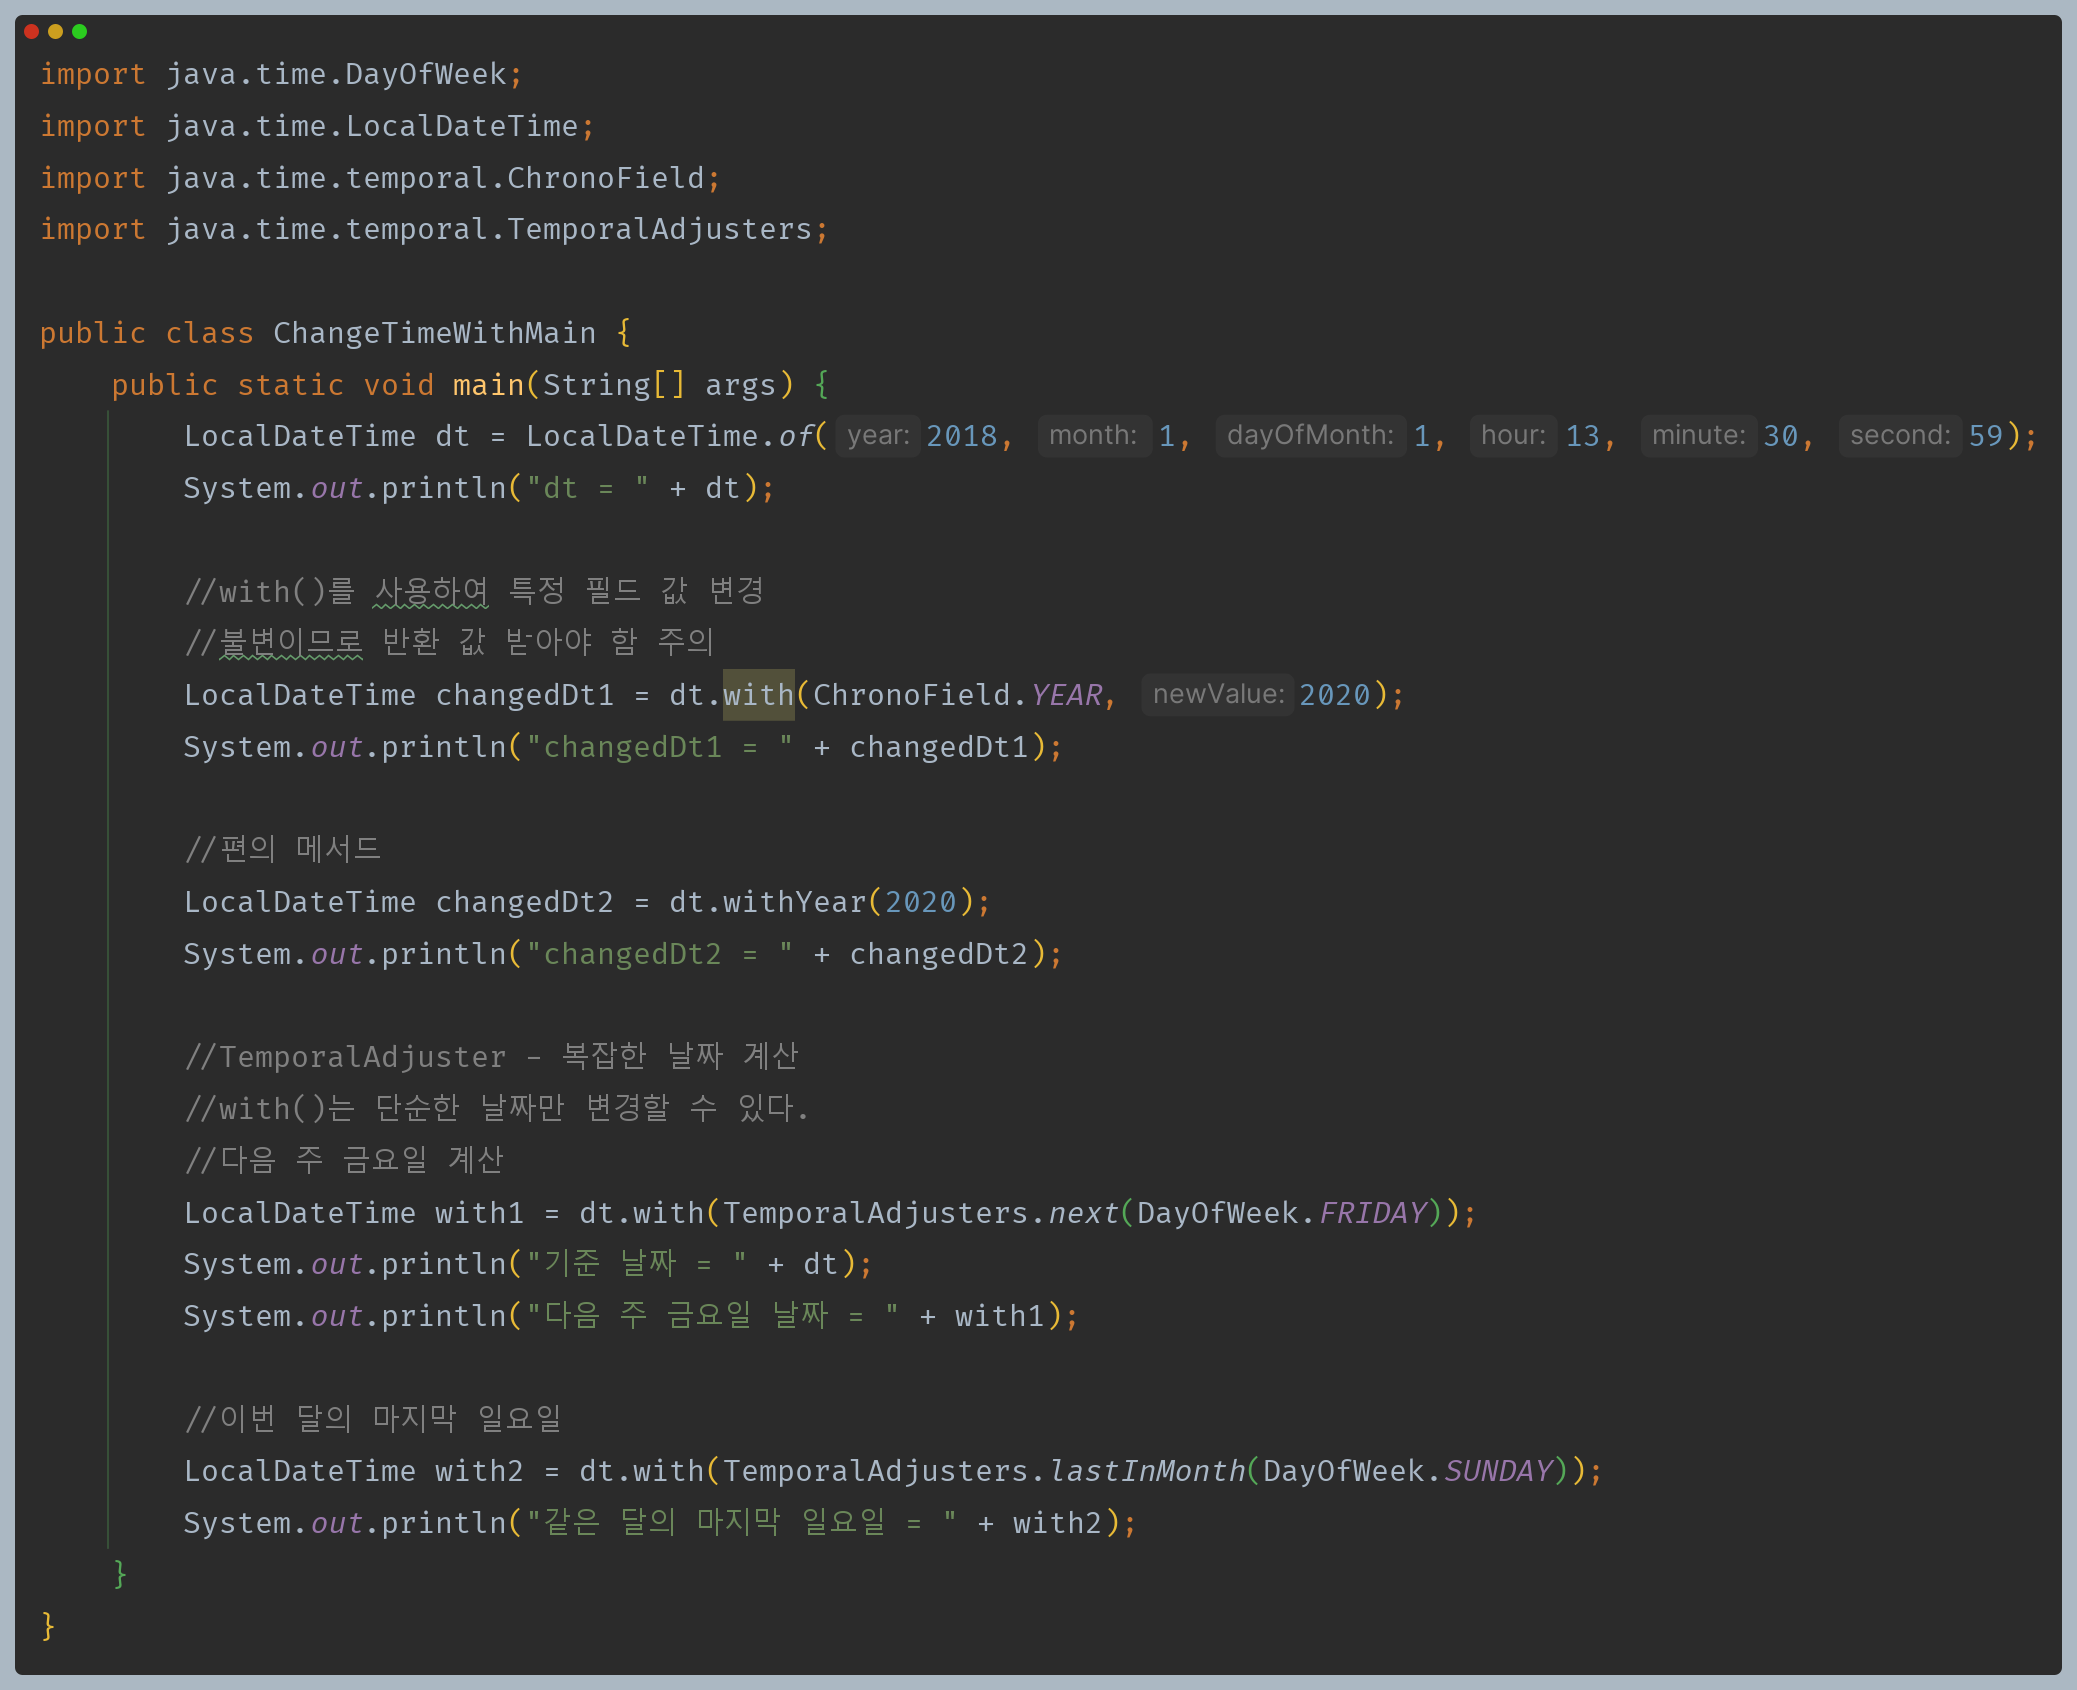 import java.time.DayOfWeek;
import java.time.LocalDateTime;
import java.time.temporal.ChronoField;
import java.time.temporal.TemporalAdjusters;
public class ChangeTimeWithMain {
public static void main(String[] args) {
LocalDateTime dt = LocalDateTime.of( year: 2018, month: 1, dayOfMonth: 1, hour: 13, minute: 30, second: 59);
System.out.println("dt = " + dt);
//with()를 사용하여 특정 필드 값 변경
//불변이므로 반환 값 받아야 함 주의
LocalDateTime changedDt1 = dt.with(ChronoField.YEAR, newValue: 2020);
System.out.println("changedDt1 = " + changedDt1);
//편의 메서드
LocalDateTime changedDt2 = dt.withYear(2020);
System.out.println("changedDt2 = " + changedDt2);
//TemporalAdjuster - 복잡한 날짜 계산
//with()는 단순한 날짜만 변경할 수 있다.
//다음 주 금요일 계산
LocalDateTime with1 = dt.with(TemporalAdjusters.next(DayOfWeek.FRIDAY));
System.out.println("기준 날짜 = " + dt);
System.out.println("다음 주 금요일 날짜 = " + with1);
//이번 달의 마지막 일요일
LocalDateTime with2 = dt.with(TemporalAdjusters.lastInMonth(DayOfWeek.SUNDAY));
System.out.println("같은 달의 마지막 일요일 = " + with2);
}
}